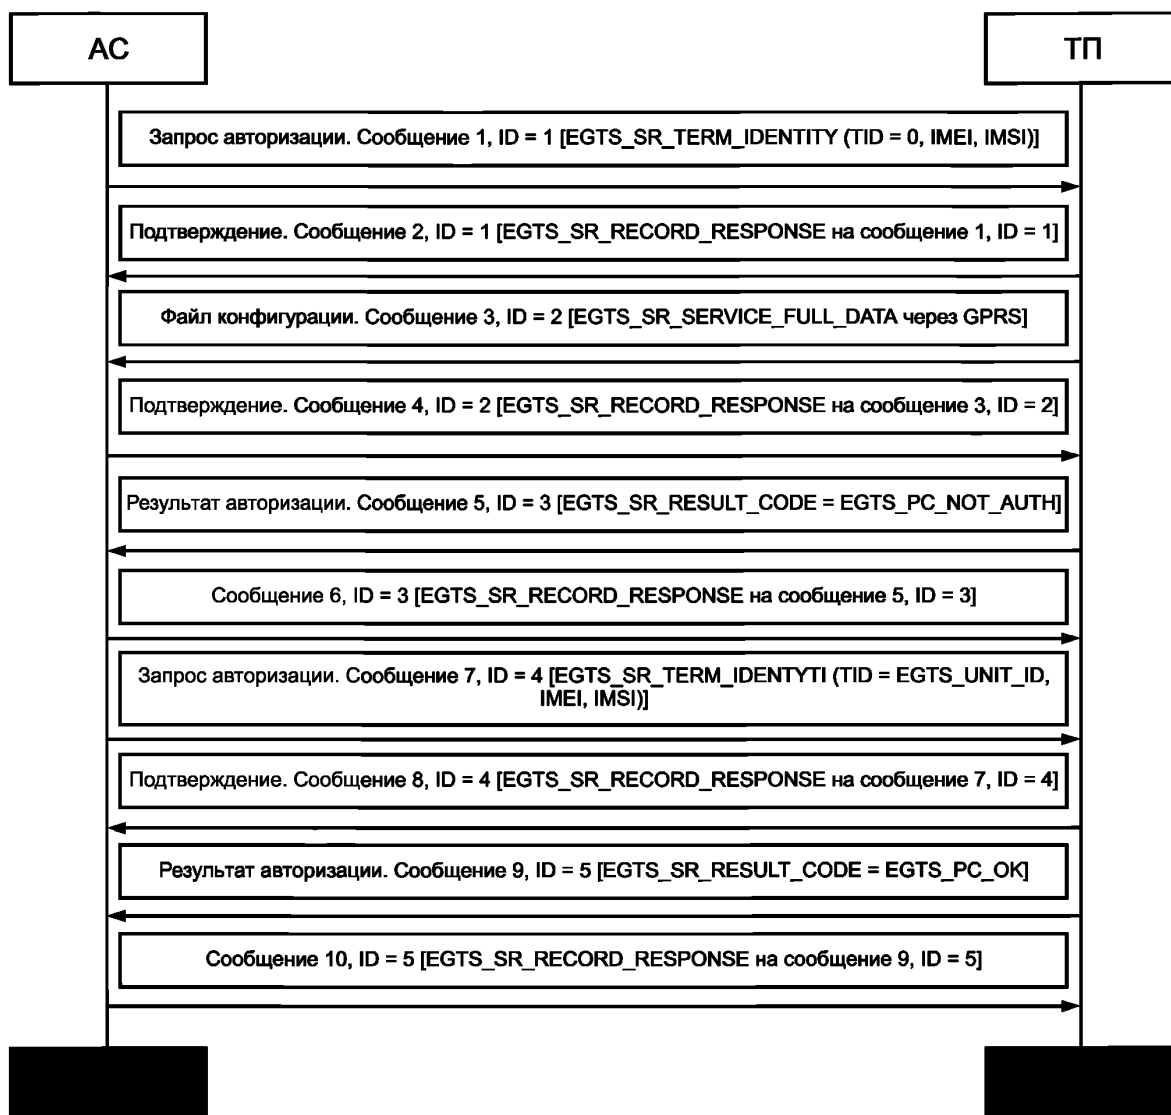 АС
ТП
Запрос авторизации. Сообщение 1, ID = 1 [EGTS_SR_TERM_IDENTITY (TID = 0, IMEI, IMSI)]
Подтверждение. Сообщение 2, ID = 1 [EGTS_SR_RECORD_RESPONSE на сообщение 1, ID = 1]
Файл конфигурации. Сообщение 3, ID = 2 [EGTS_SR_SERVICE_FULL_DATA через GPRS]
Подтверждение. Сообщение 4, ID = 2 [EGTS_SR_RECORD_RESPONSE на сообщение 3, ID = 2]
Результат авторизации. Сообщение 5, ID = 3 [EGTS_SR_RESULT_CODE = EGTS_PC_NOT_AUTH]
Сообщение 6, ID = 3 [EGTS_SR_RECORD_RESPONSE на сообщение 5, ID = 3]
Запрос авторизации. Сообщение 7, ID = 4 [EGTS_SR_TERM_IDENTYTI (TID = EGTS_UNIT_ID,
IMEI, IMSI)]
Подтверждение. Сообщение 8, ID = 4 [EGTS_SR_RECORD_RESPONSE на сообщение 7, ID = 4]
Результат авторизации. Сообщение 9, ID = 5 [EGTS_SR_RESULT_CODE = EGTS_PC_OK]
Сообщение 10, ID = 5 [EGTS_SR_RECORD_RESPONSE на сообщение 9, ID = 5]